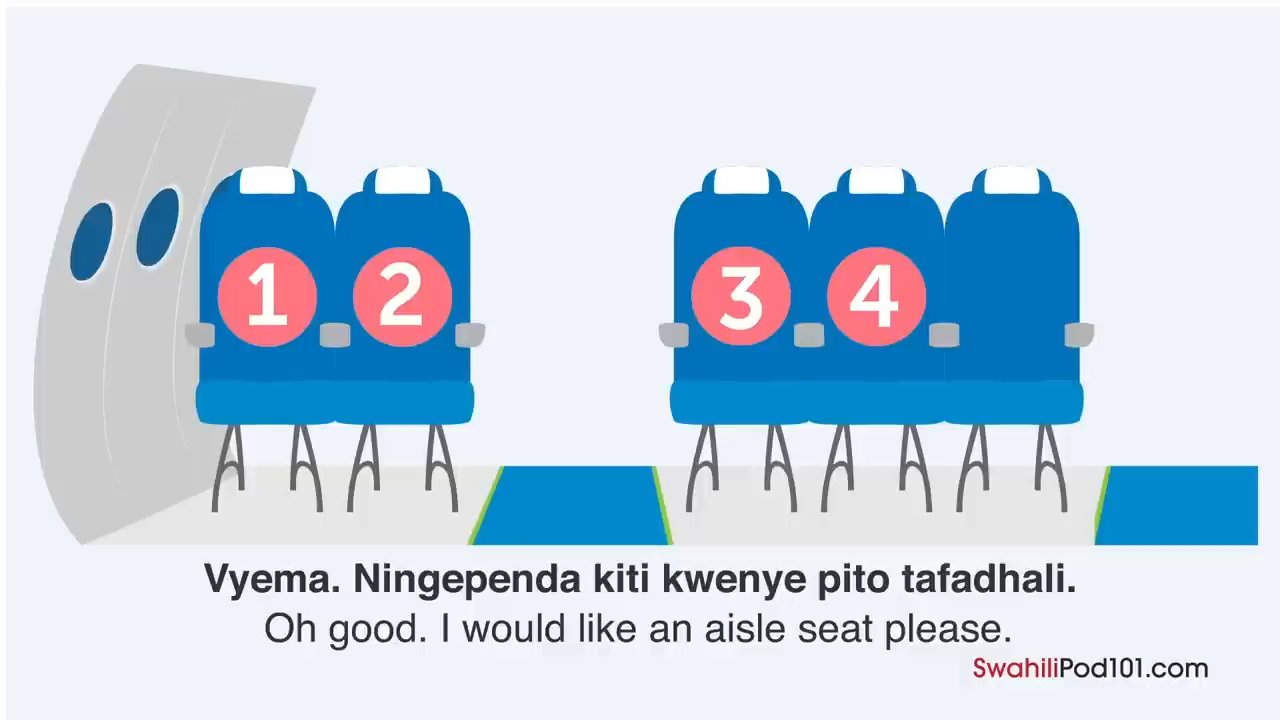 1 2 3 4
Vyema. Ningependa kiti kwenye pito tafadhali.
Oh good. I would like an aisle seat please.
SwahiliPod101.com